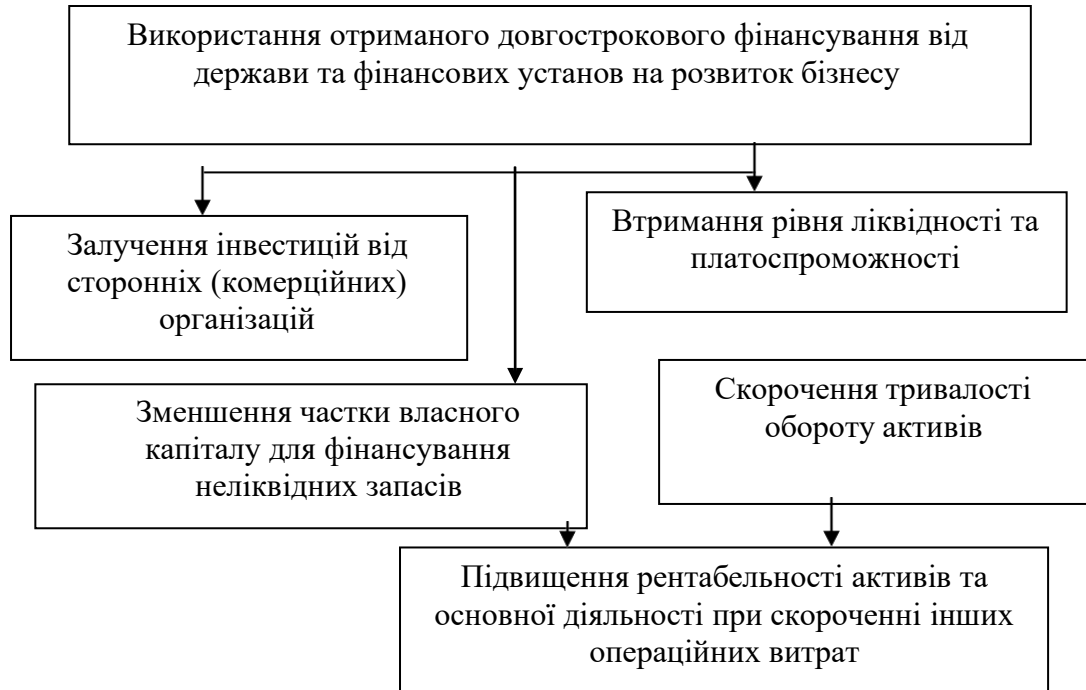 Використання отриманого довгострокового фінансування від
держави та фінансових установ на розвиток бізнесу
Залучення інвестицій від
сторонніх (комерційних)
організацій
Втримання рівня ліквідності та
платоспроможності
Зменшення частки власного
капіталу для фінансування
неліквідних запасів
Скорочення тривалості
обороту активів
Підвищення рентабельності активів та
основної діяльності при скороченні інших
операційних витрат